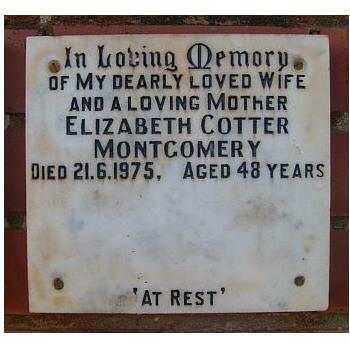 In Loving Memory
OF MY DEARLY LOVED WIFE
AND A LOVING MOTHER
ELIZABETH COTTER
MONTGOMERY
DIED 21.6.1975, AGED 48 YEARS
'AT REST'